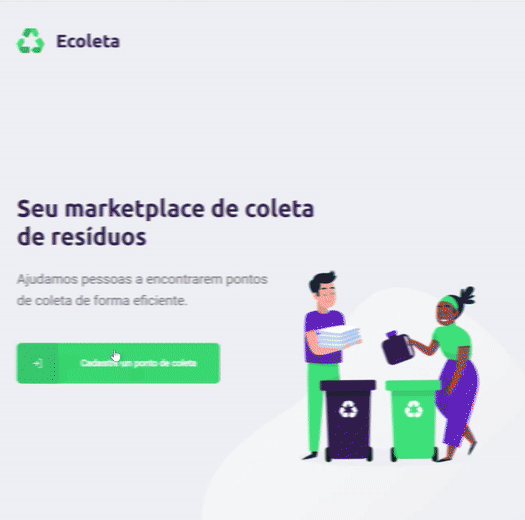 Ecoleta
Seu marketplace de coleta
de resíduos
Ajudamos pessoas a encontrarem pontos
de coleta de forma eficiente.
Cadastre um ponto de coleta